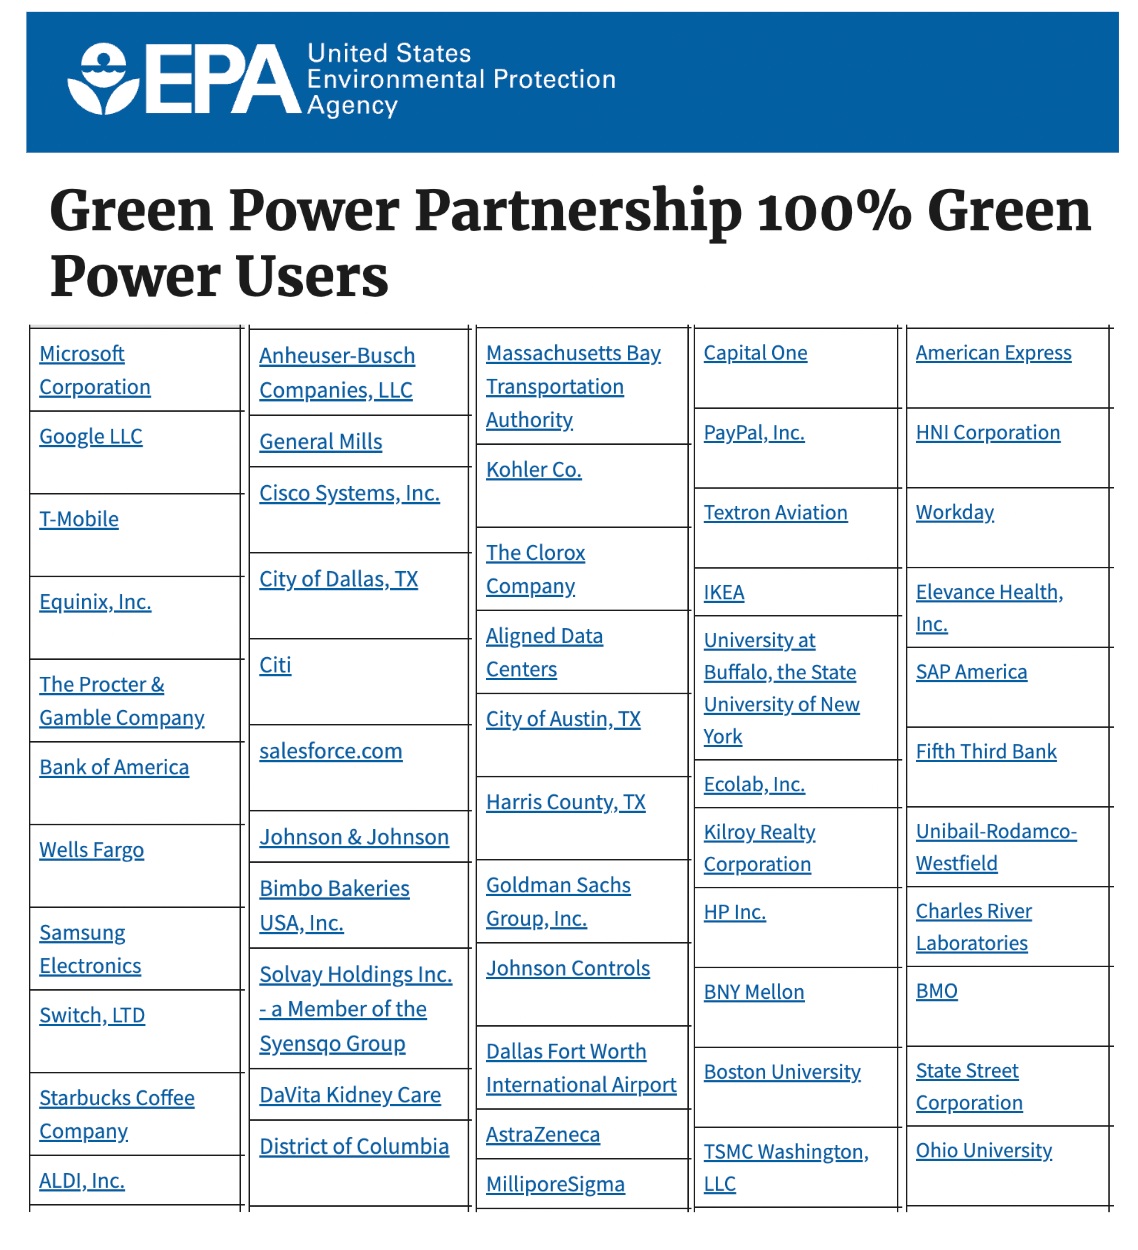 EPA
United States
Environmental Protection
Agency
Green Power Partnership 100% Green
Power Users
Microsoft
Corporation
Google LLC
T-Mobile
Equinix, Inc.
The Procter &
Gamble Company
Bank of America
Wells Fargo
Samsung
Electronics
Switch, LTD
Starbucks Coffee
Company
ALDI, Inc.
Anheuser-Busch
Companies, LLC
General Mills
Cisco Systems, Inc.
City of Dallas, TX
Citi
salesforce.com
Johnson & Johnson
Bimbo Bakeries
USA, Inc.
Solvay Holdings Inc.
- a Member of the
Syensqo Group
DaVita Kidney Care
District of Columbia
Massachusetts Bay
Transportation
Authority
Kohler Co.
The Clorox
Company
Aligned Data
Centers
City of Austin, TX
Harris County, TX
Goldman Sachs
Group, Inc.
Johnson Controls
Dallas Fort Worth
International Airport
AstraZeneca
MilliporeSigma
Capital One
PayPal, Inc.
Textron Aviation
IKEA
University at
Buffalo, the State
University of New
York
Ecolab, Inc.
Kilroy Realty
Corporation
HP Inc.
BNY Mellon
Boston University
TSMC Washington,
LLC
American Express
HNI Corporation
Workday
Elevance Health,
Inc.
SAP America
Fifth Third Bank
Unibail-Rodamco-
Westfield
Charles River
Laboratories
BMO
State Street
Corporation
Ohio University